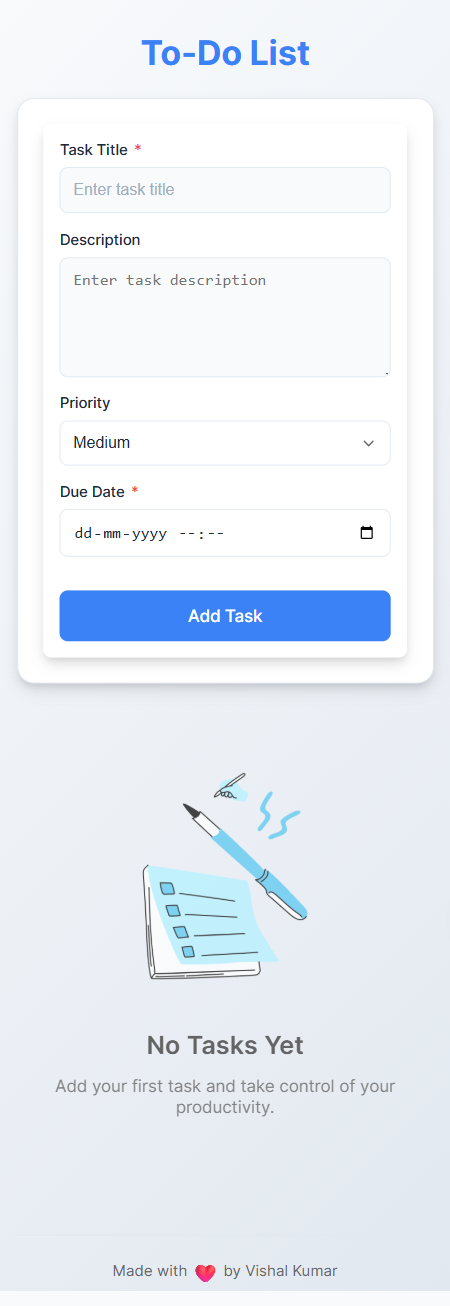 To-Do List
Task Title *
Enter task title
Description
Enter task description
Priority
Medium
Due Date *
dd-mm-yyyy --:--
Add Task
No Tasks Yet
Add your first task and take control of your
productivity.
Made with ❤️ by Vishal Kumar